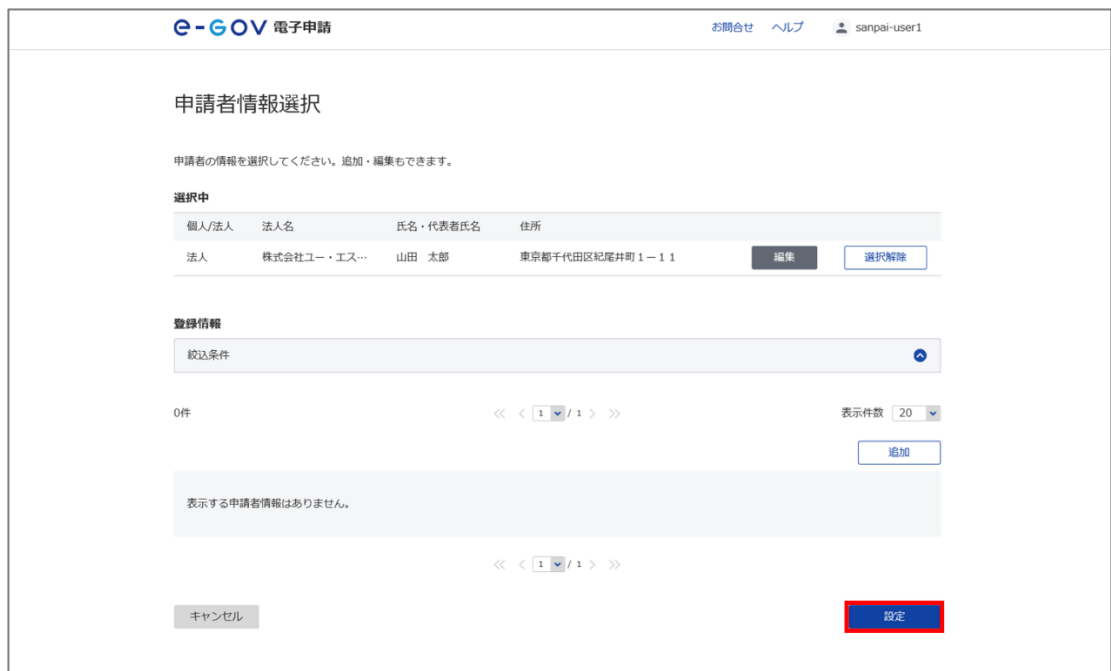 e-GOV 電子申請 お問合せ ヘルプ sanpai-user1
申請者情報選択
申請者の情報を選択してください。追加・編集もできます。
選択中
個人/法人 法人名 氏名・代表者氏名 住所
法人 株式会社ユー・エス… 山田 太郎 東京都千代田区紀尾井町1-11 編集 選択解除
登録情報
絞込条件
0件 1 / 1 表示件数 20
追加
表示する申請者情報はありません。
1 / 1
キャンセル 設定